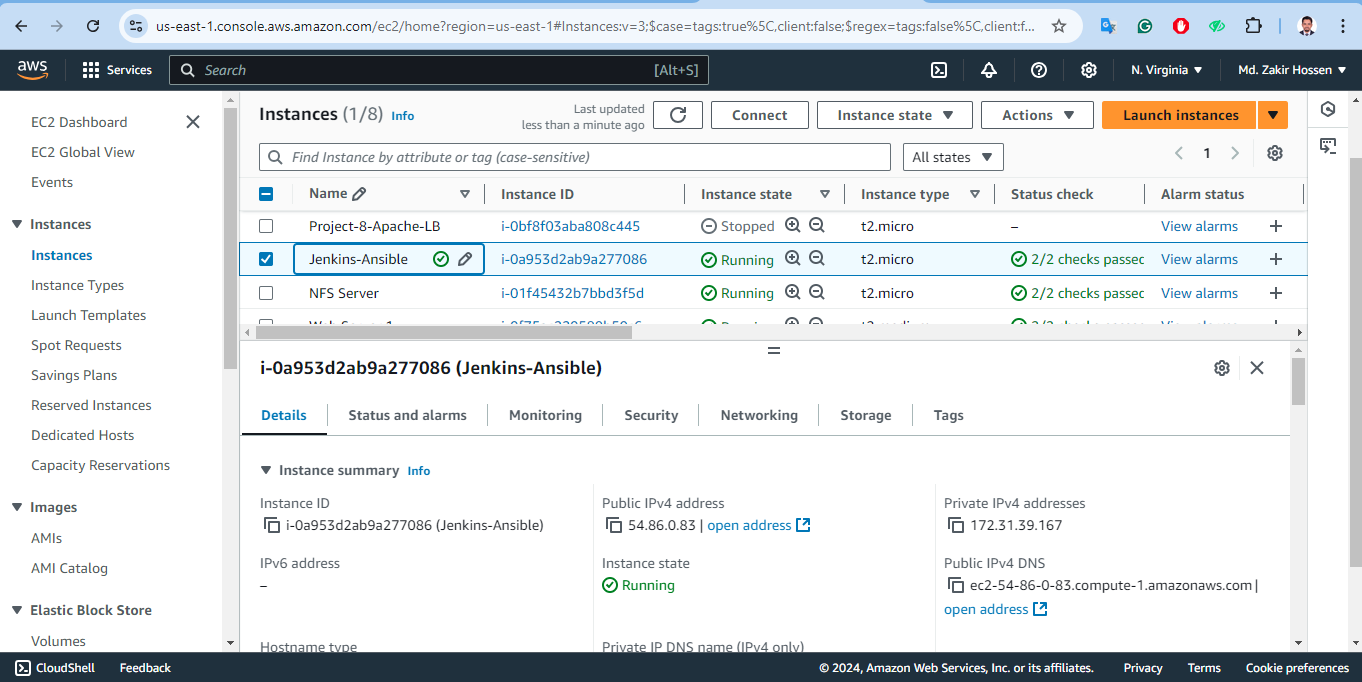 us-east-1.console.aws.amazon.com/ec2/home?region=us-east-1#Instances:v=3;$case=tags:true%5C,client:false;$regex=tags:false%5C,client:f...
aws Services Search [Alt+S] N. Virginia Md. Zakir Hossen
EC2 Dashboard
EC2 Global View
Events
Instances
Instances
Instance Types
Launch Templates
Spot Requests
Savings Plans
Reserved Instances
Dedicated Hosts
Capacity Reservations
Images
AMIs
AMI Catalog
Elastic Block Store
Volumes
Instances (1/8) Info
Last updated
less than a minute ago
Connect Instance state Actions Launch instances
Find Instance by attribute or tag (case-sensitive) All states 1
Name Instance ID Instance state Instance type Status check Alarm status
Project-8-Apache-LB i-0bf8f03aba808c445 Stopped t2.micro – View alarms
Jenkins-Ansible i-0a953d2ab9a277086 Running t2.micro 2/2 checks passec View alarms
NFS Server i-01f45432b7bbd3f5d Running t2.micro 2/2 checks passec View alarms
i-0a953d2ab9a277086 (Jenkins-Ansible)
Details Status and alarms Monitoring Security Networking Storage Tags
Instance summary Info
Instance ID
i-0a953d2ab9a277086 (Jenkins-Ansible)
Public IPv4 address
54.86.0.83 | open address
Private IPv4 addresses
172.31.39.167
IPv6 address
–
Instance state
Running
Public IPv4 DNS
ec2-54-86-0-83.compute-1.amazonaws.com |
open address
Hostname type
Private IP DNS name (IPv4 only)
CloudShell Feedback © 2024, Amazon Web Services, Inc. or its affiliates. Privacy Terms Cookie preferences